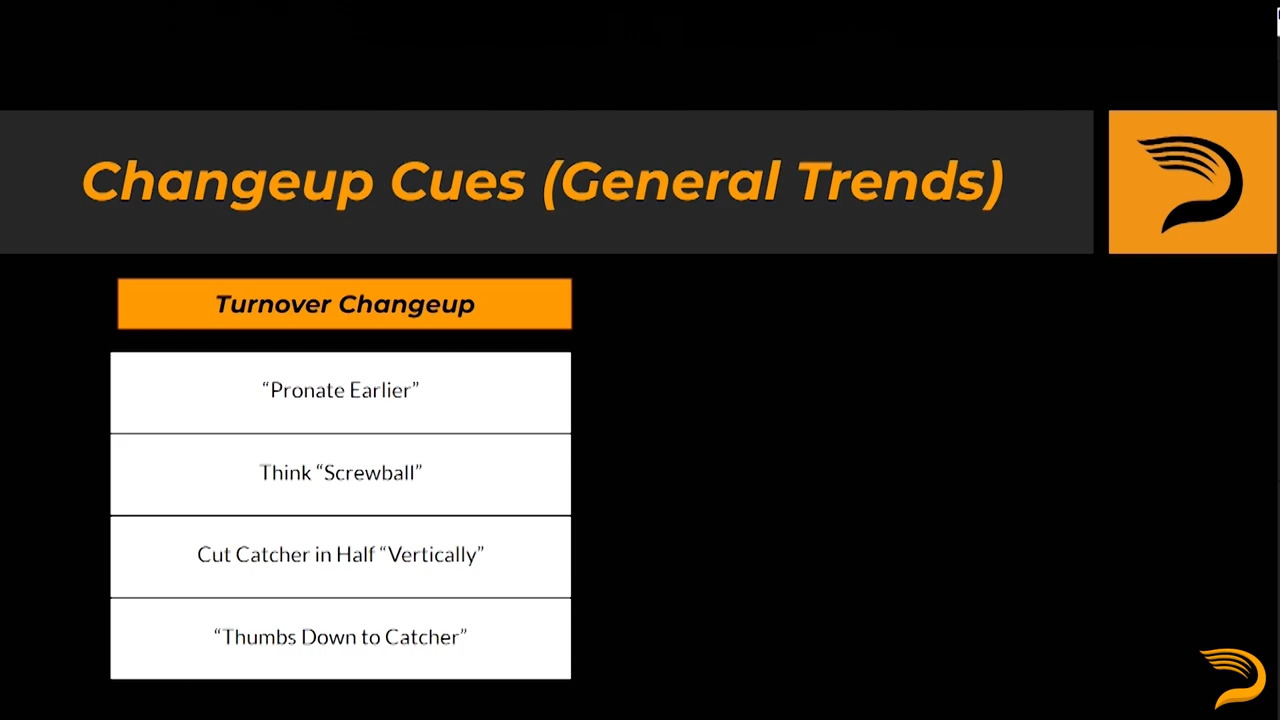 Changeup Cues (General Trends)
Turnover Changeup
“Pronate Earlier”
Think “Screwball”
Cut Catcher in Half “Vertically”
“Thumbs Down to Catcher”